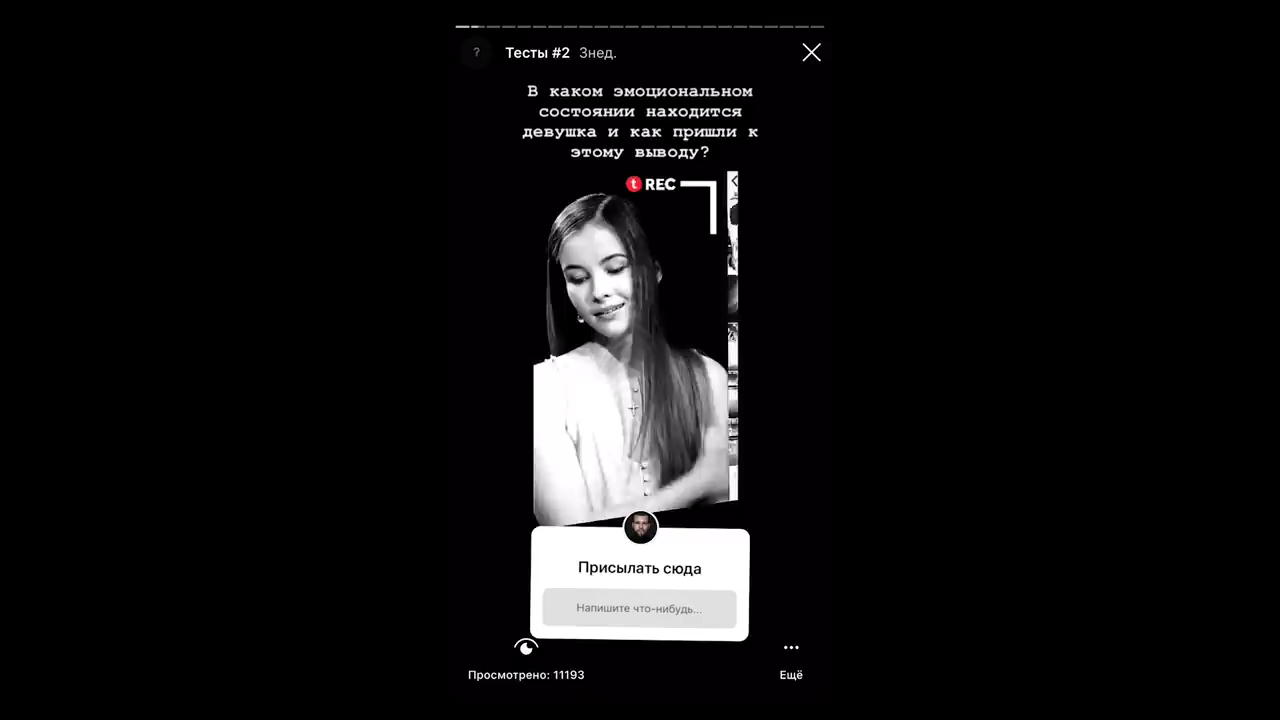 ?
Тесты #2 3нед.
В каком эмоциональном
состоянии находится
девушка и как пришли к
этому выводу?
t REC
Присылать сюда
Напишите что-нибудь...
Просмотрено: 11193
Ещё